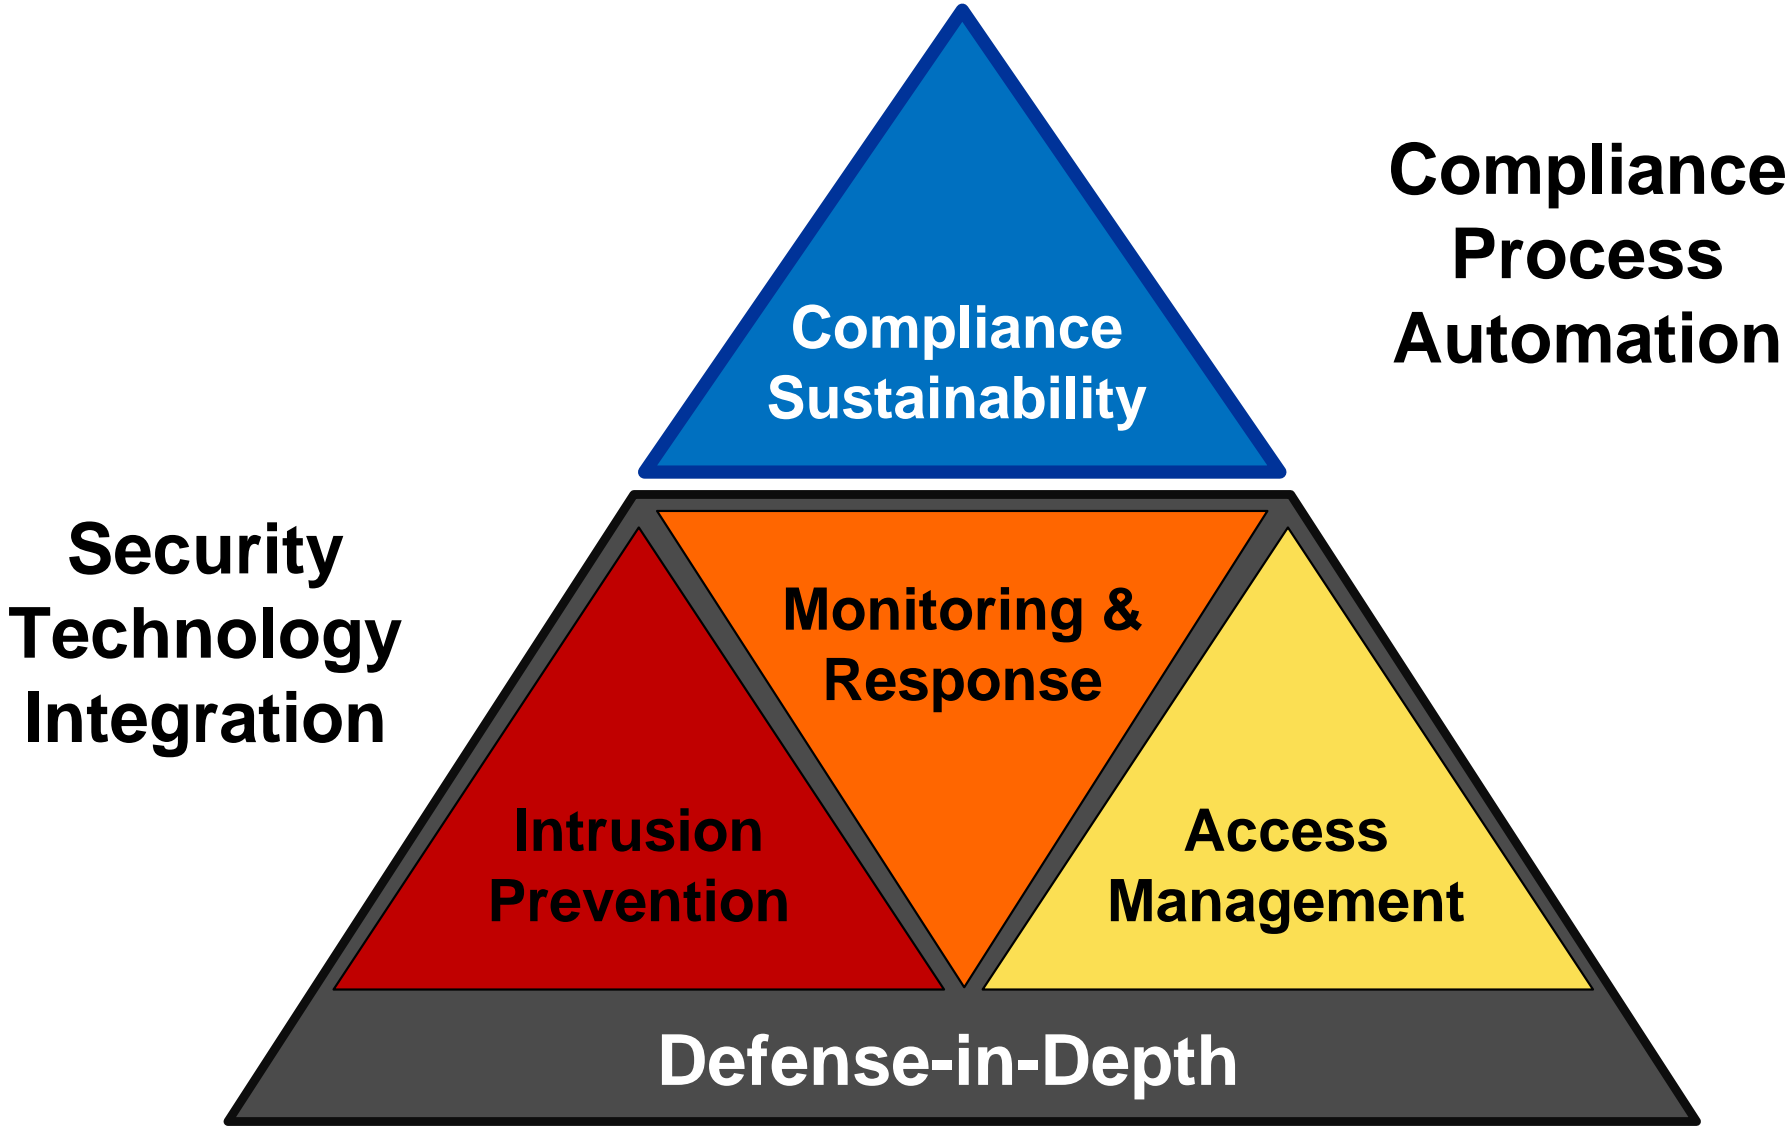 Compliance
Process
Automation
Compliance
Sustainability
Security
Technology
Integration
Monitoring &
Response
Intrusion
Prevention
Access
Management
Defense-in-Depth